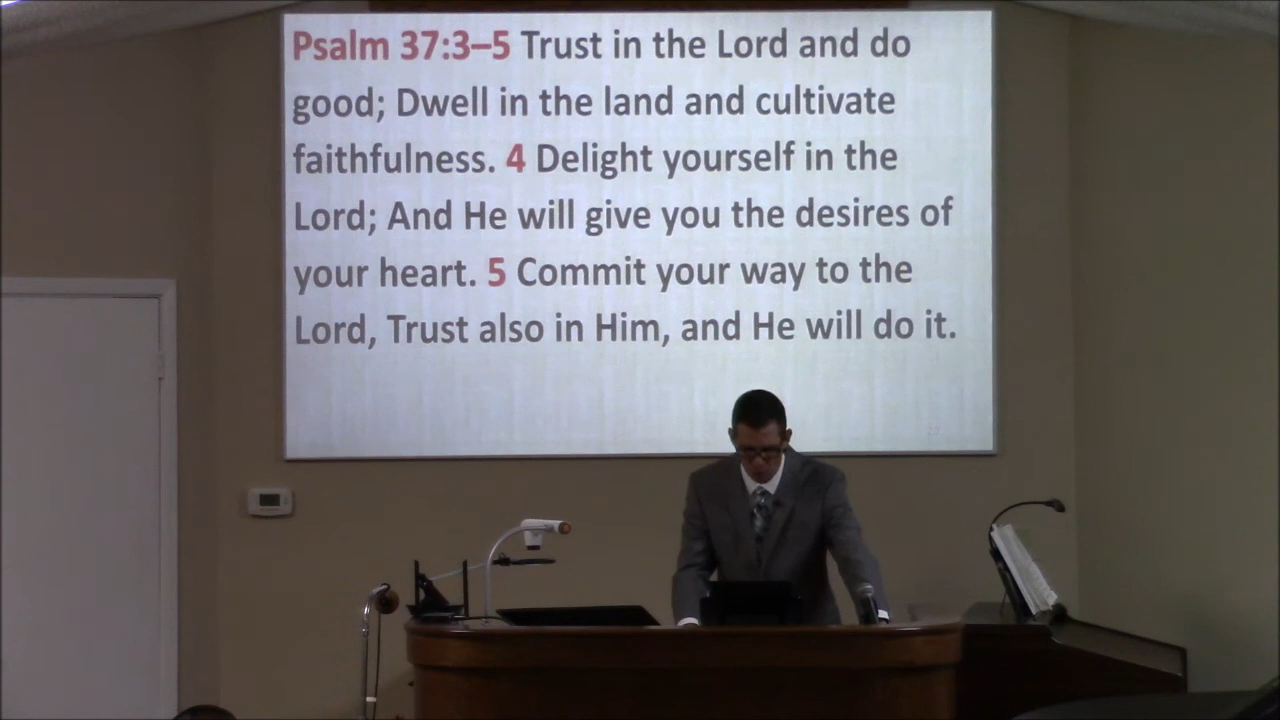 Psalm 37:3–5 Trust in the Lord and do
good; Dwell in the land and cultivate
faithfulness. 4 Delight yourself in the
Lord; And He will give you the desires of
your heart. 5 Commit your way to the
Lord, Trust also in Him, and He will do it.